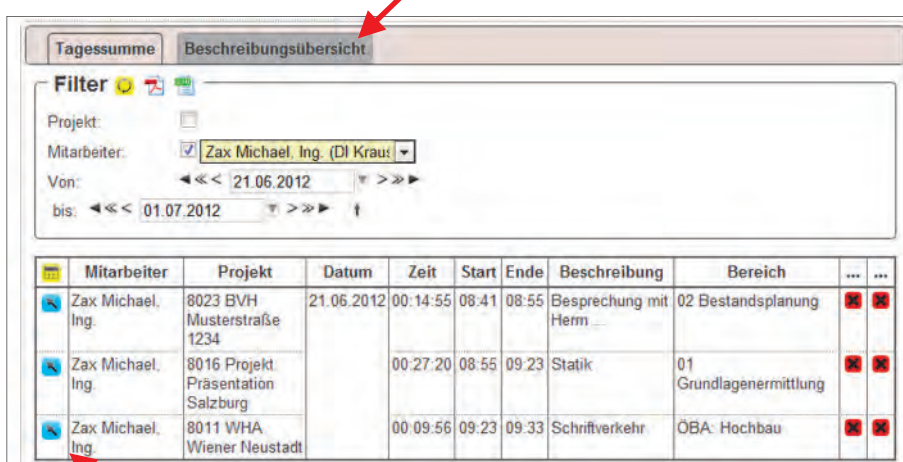 Tagessumme Beschreibungsübersicht
Filter
Projekt:
Mitarbeiter: Zax Michael, Ing. (DI Kraus
Von: 21.06.2012
bis: 01.07.2012
Mitarbeiter Projekt Datum Zeit Start Ende Beschreibung Bereich ... ...
Zax Michael, 8023 BVH 21.06.2012 00:14:55 08:41 08:55 Besprechung mit 02 Bestandsplanung
Ing. Musterstraße Herrn ...
1234
Zax Michael, 8016 Projekt 00:27:20 08:55 09:23 Statik 01
Ing. Präsentation Grundlagenermittlung
Salzburg
Zax Michael, 8011 WHA 00:09:56 09:23 09:33 Schriftverkehr ÖBA: Hochbau
Ing. Wiener Neustadt